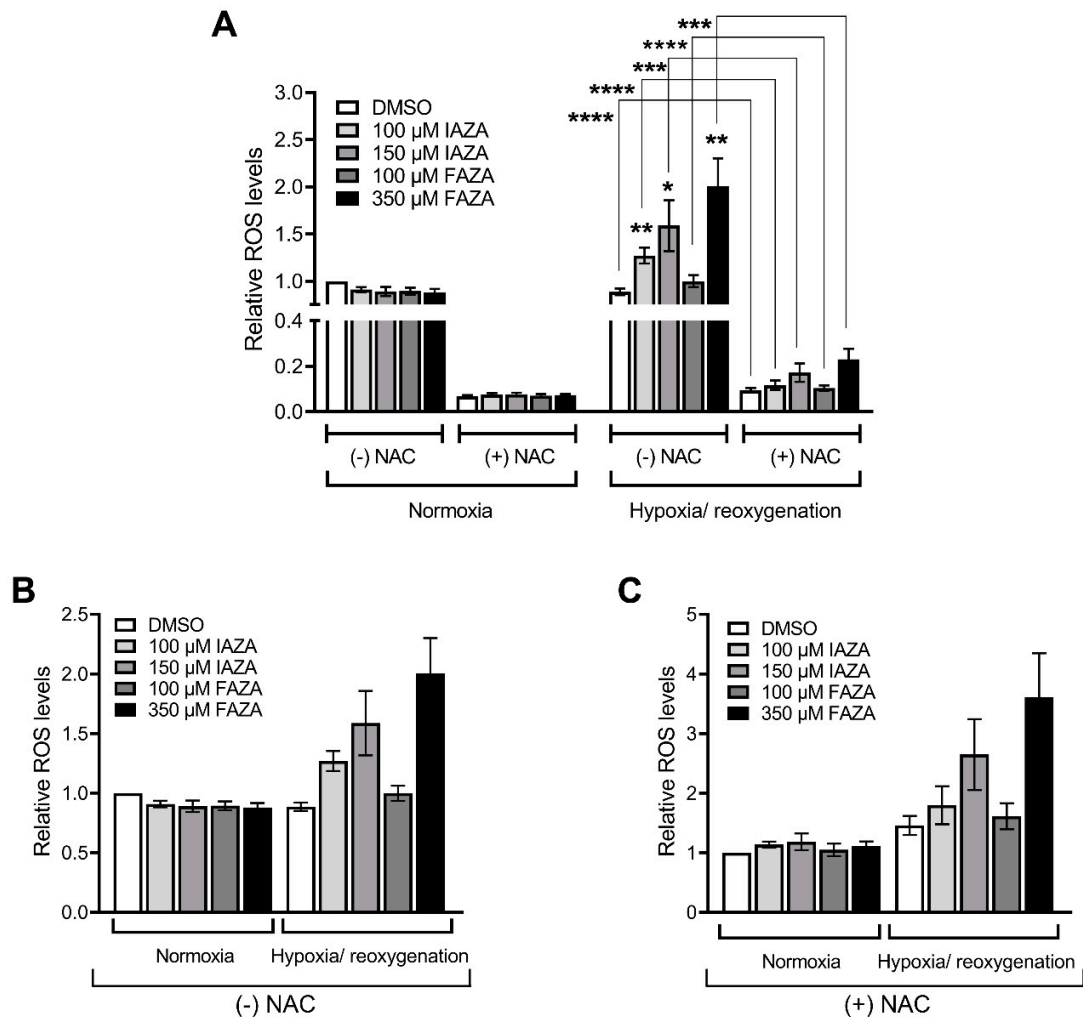 A
***
****
***
****
****
3.0
2.5
2.0
1.5
1.0
0.4
0.2
0.0
Relative ROS levels
DMSO
100 µM IAZA
150 µM IAZA
100 µM FAZA
350 µM FAZA
**
*
**
(-) NAC
(+) NAC
(-) NAC
(+) NAC
Normoxia
Hypoxia/ reoxygenation
B
2.5
2.0
1.5
1.0
0.5
0.0
Relative ROS levels
DMSO
100 µM IAZA
150 µM IAZA
100 µM FAZA
350 µM FAZA
Normoxia
Hypoxia/ reoxygenation
(-) NAC
C
5
4
3
2
1
0
Relative ROS levels
DMSO
100 µM IAZA
150 µM IAZA
100 µM FAZA
350 µM FAZA
Normoxia
Hypoxia/ reoxygenation
(+) NAC